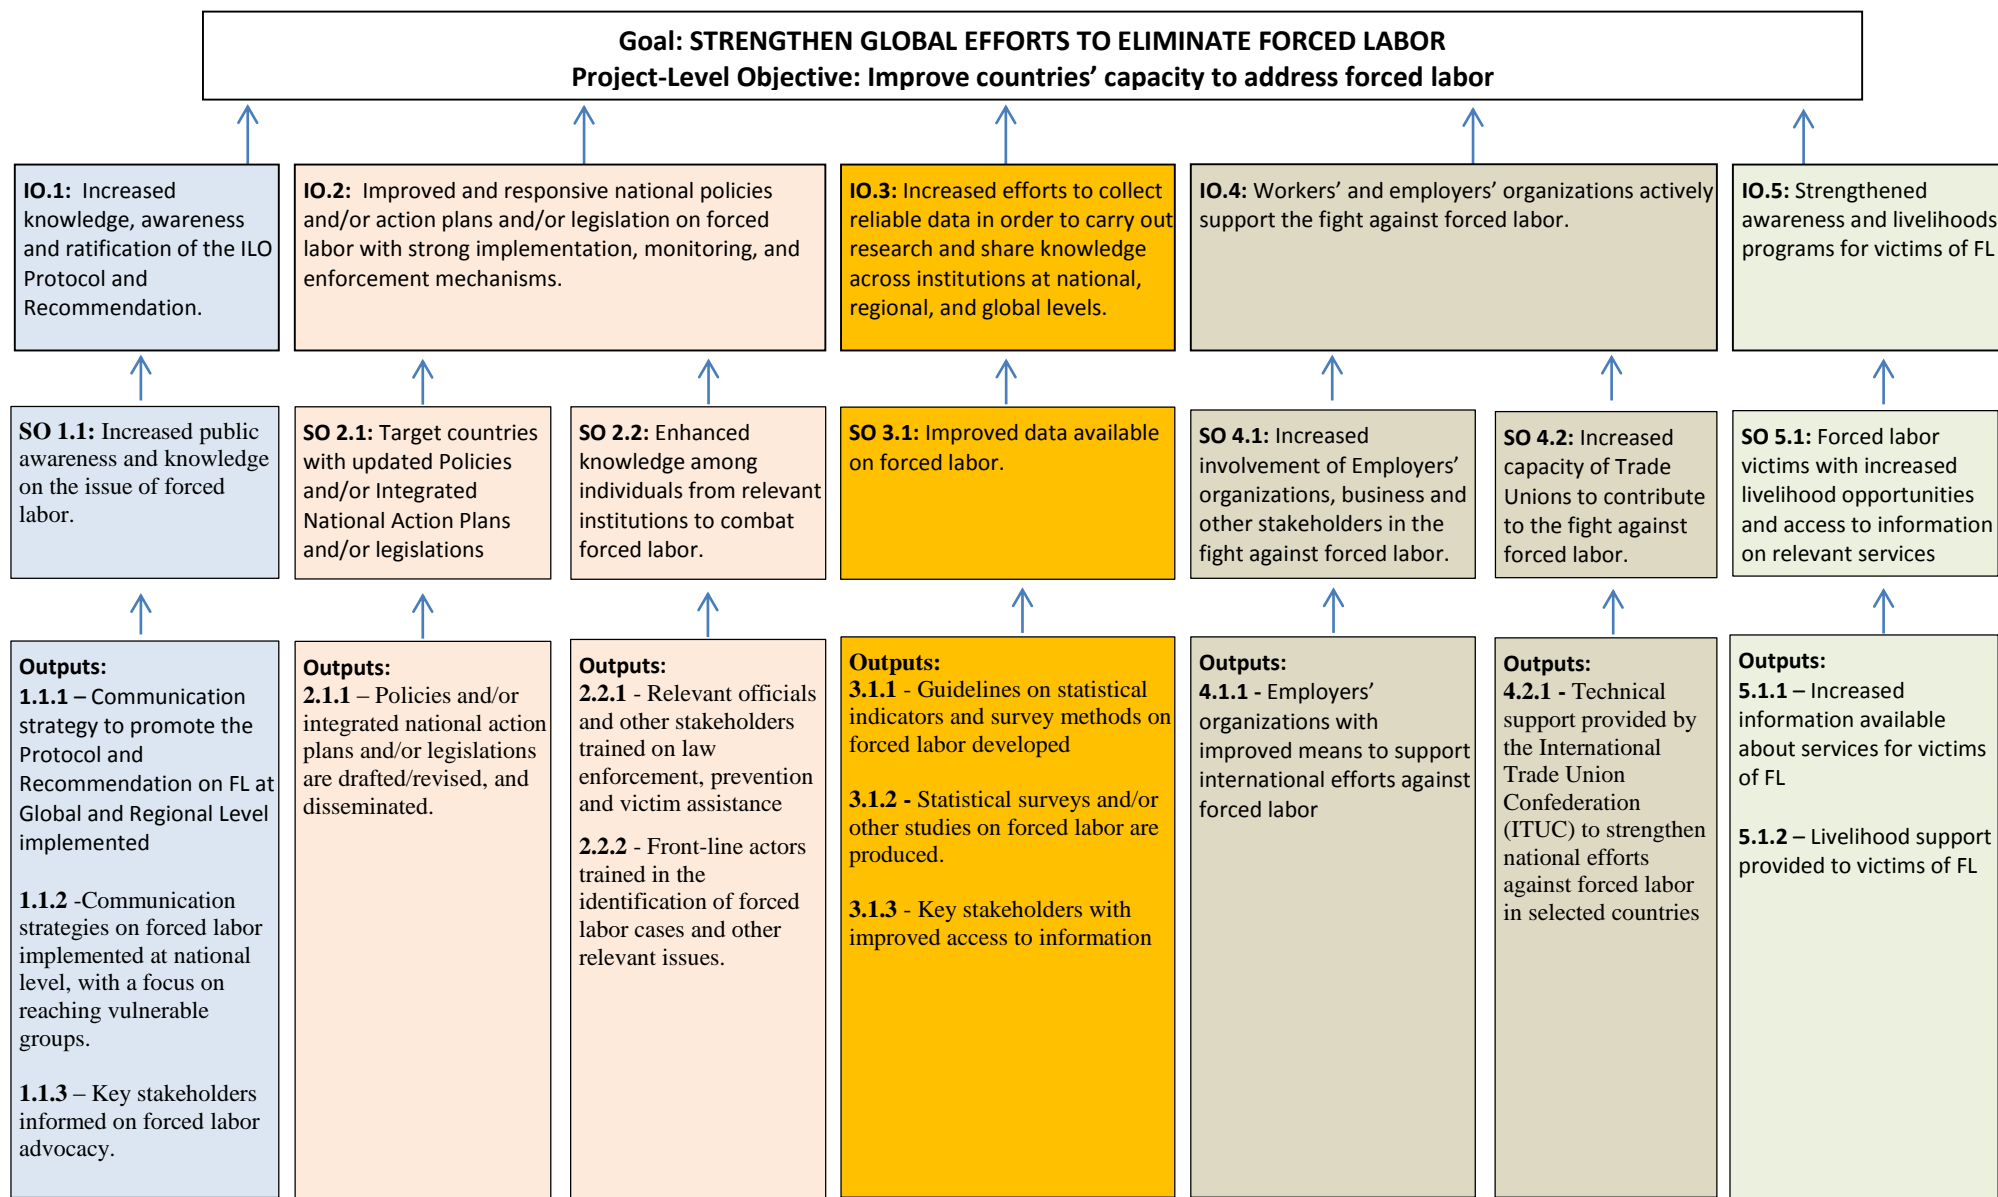 Goal: STRENGTHEN GLOBAL EFFORTS TO ELIMINATE FORCED LABOR
Project-Level Objective: Improve countries’ capacity to address forced labor
IO.1: Increased
knowledge, awareness
and ratification of the ILO
Protocol and
Recommendation.
IO.2: Improved and responsive national policies
and/or action plans and/or legislation on forced
labor with strong implementation, monitoring, and
enforcement mechanisms.
IO.3: Increased efforts to collect
reliable data in order to carry out
research and share knowledge
across institutions at national,
regional, and global levels.
IO.4: Workers’ and employers’ organizations actively
support the fight against forced labor.
IO.5: Strengthened
awareness and livelihoods
programs for victims of FL
SO 1.1: Increased public
awareness and knowledge
on the issue of forced
labor.
SO 2.1: Target countries
with updated Policies
and/or Integrated
National Action Plans
and/or legislations
SO 2.2: Enhanced
knowledge among
individuals from relevant
institutions to combat
forced labor.
SO 3.1: Improved data available
on forced labor.
SO 4.1: Increased
involvement of Employers’
organizations, business and
other stakeholders in the
fight against forced labor.
SO 4.2: Increased
capacity of Trade
Unions to contribute
to the fight against
forced labor.
SO 5.1: Forced labor
victims with increased
livelihood opportunities
and access to information
on relevant services
Outputs:
1.1.1 – Communication
strategy to promote the
Protocol and
Recommendation on FL at
Global and Regional Level
implemented
1.1.2 -Communication
strategies on forced labor
implemented at national
level, with a focus on
reaching vulnerable
groups.
1.1.3 – Key stakeholders
informed on forced labor
advocacy.
Outputs:
2.1.1 – Policies and/or
integrated national action
plans and/or legislations
are drafted/revised, and
disseminated.
Outputs:
2.2.1 - Relevant officials
and other stakeholders
trained on law
enforcement, prevention
and victim assistance
2.2.2 - Front-line actors
trained in the
identification of forced
labor cases and other
relevant issues.
Outputs:
3.1.1 - Guidelines on statistical
indicators and survey methods on
forced labor developed
3.1.2 - Statistical surveys and/or
other studies on forced labor are
produced.
3.1.3 - Key stakeholders with
improved access to information
Outputs:
4.1.1 - Employers’
organizations with
improved means to support
international efforts against
forced labor
Outputs:
4.2.1 - Technical
support provided by
the International
Trade Union
Confederation
(ITUC) to strengthen
national efforts
against forced labor
in selected countries
Outputs:
5.1.1 – Increased
information available
about services for victims
of FL
5.1.2 – Livelihood support
provided to victims of FL